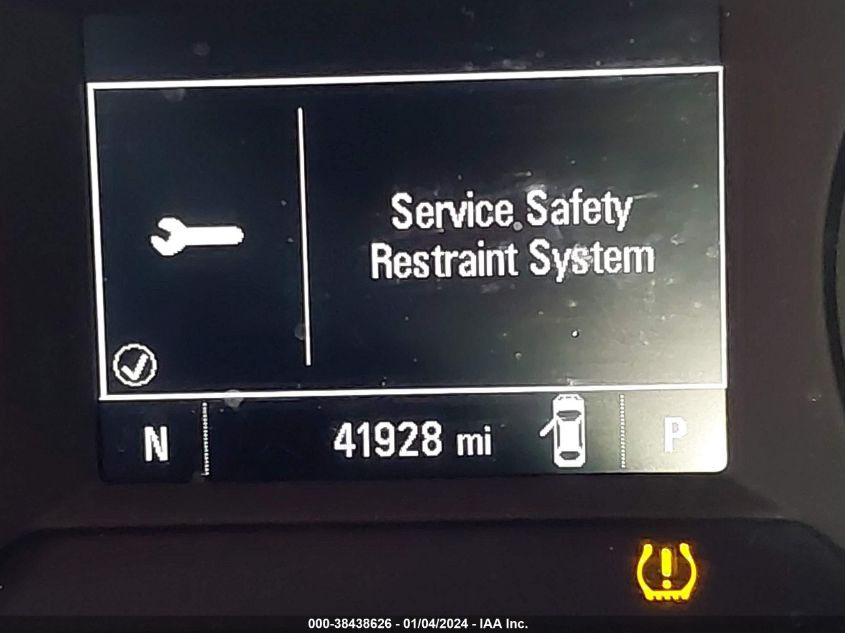 Service Safety
Restraint System
N 41928 mi P
000-38438626 - 01/04/2024 - IAA Inc.